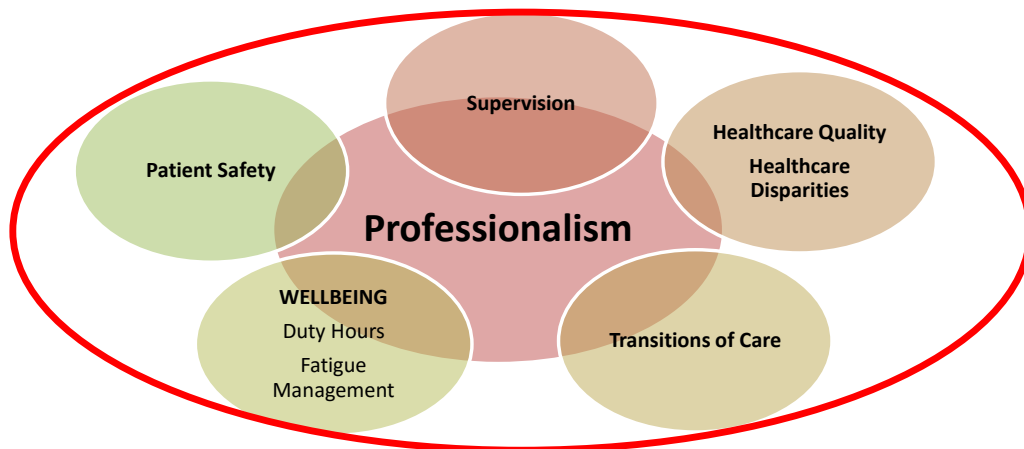 Supervision
Patient Safety
Healthcare Quality
Healthcare
Disparities
Professionalism
WELLBEING
Duty Hours
Fatigue
Management
Transitions of Care